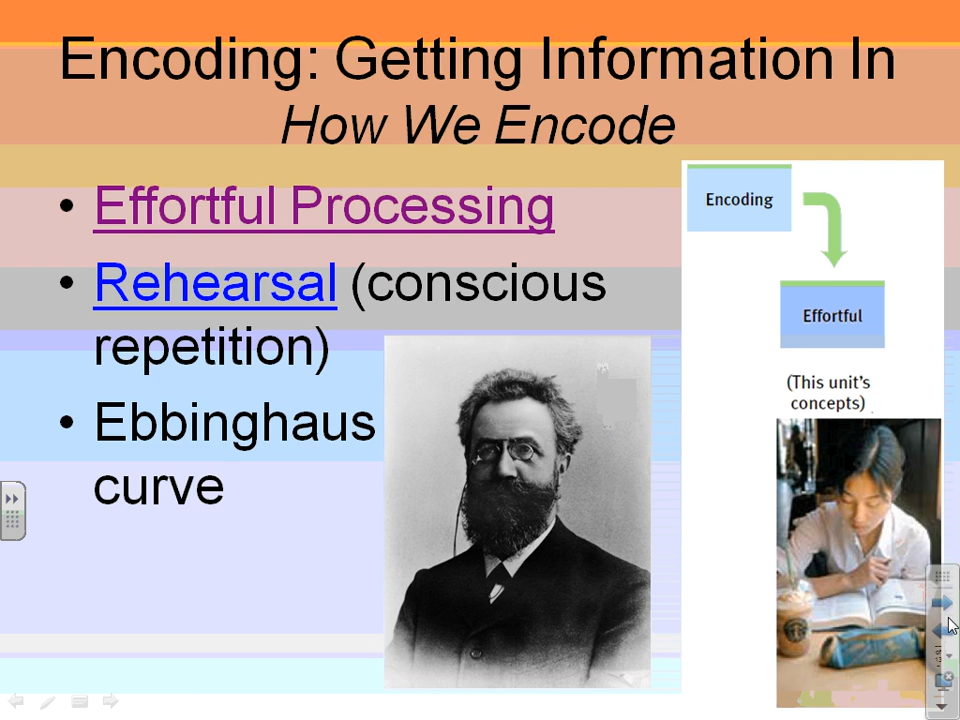 Encoding: Getting Information In
How We Encode
• Effortful Processing
• Rehearsal (conscious
repetition)
• Ebbinghaus
curve
Encoding
Effortful
(This unit's
concepts)